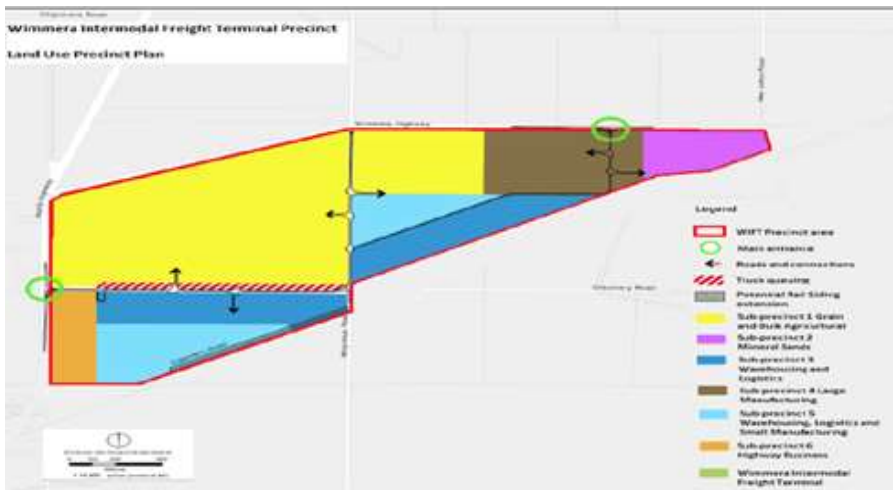 Wimmera Intermodal Freight Terminal Precinct
Land Use Precinct Plan
Wimmera Highway
Legend
WIFT Precinct area
Main entrance
Roads and connections
Truck queuing
Potential Rail Siding
extension
Sub-precinct 1 Grain
and Bulk Agricultural
Sub-precinct 2
Mineral Sands
Sub-precinct 3
Warehousing and
Logistics
Sub-precinct 4 Large
Manufacturing
Sub-precinct 5
Warehousing, Logistics and
Small Manufacturing
Sub-precinct 6
Highway Business
Wimmera Intermodal
Freight Terminal